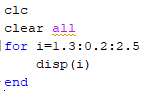 clc
clear all
for i=1.3:0.2:2.5
    disp(i)
end